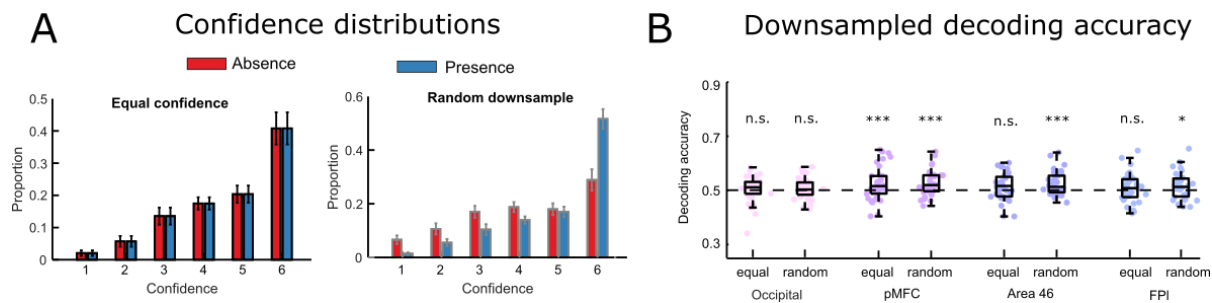 A Confidence distributions
Absence Presence
Equal confidence
Proportion
0.5
0.4
0.3
0.2
0.1
0
1 2 3 4 5 6
Confidence
Random downsample
Proportion
0.6
0.4
0.2
0
1 2 3 4 5 6
Confidence
B Downsampled decoding accuracy
Decoding accuracy
0.9
0.7
0.5
0.3
n.s. n.s. *** *** n.s. *** n.s. *
equal random equal random equal random equal random
Occipital pMFC Area 46 FPl